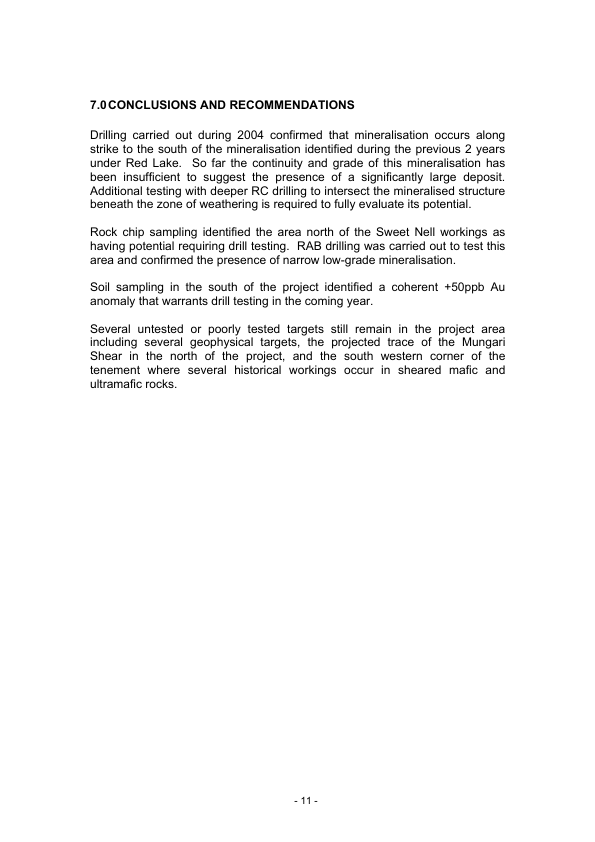 7.0 CONCLUSIONS AND RECOMMENDATIONS
Drilling carried out during 2004 confirmed that mineralisation occurs along
strike to the south of the mineralisation identified during the previous 2 years
under Red Lake.  So far the continuity and grade of this mineralisation has
been insufficient to suggest the presence of a significantly large deposit.
Additional testing with deeper RC drilling to intersect the mineralised structure
beneath the zone of weathering is required to fully evaluate its potential.
Rock chip sampling identified the area north of the Sweet Nell workings as
having potential requiring drill testing.  RAB drilling was carried out to test this
area and confirmed the presence of narrow low-grade mineralisation.
Soil sampling in the south of the project identified a coherent +50ppb Au
anomaly that warrants drill testing in the coming year.
Several untested or poorly tested targets still remain in the project area
including several geophysical targets, the projected trace of the Mungari
Shear in the north of the project, and the south western corner of the
tenement where several historical workings occur in sheared mafic and
ultramafic rocks.
- 11 -